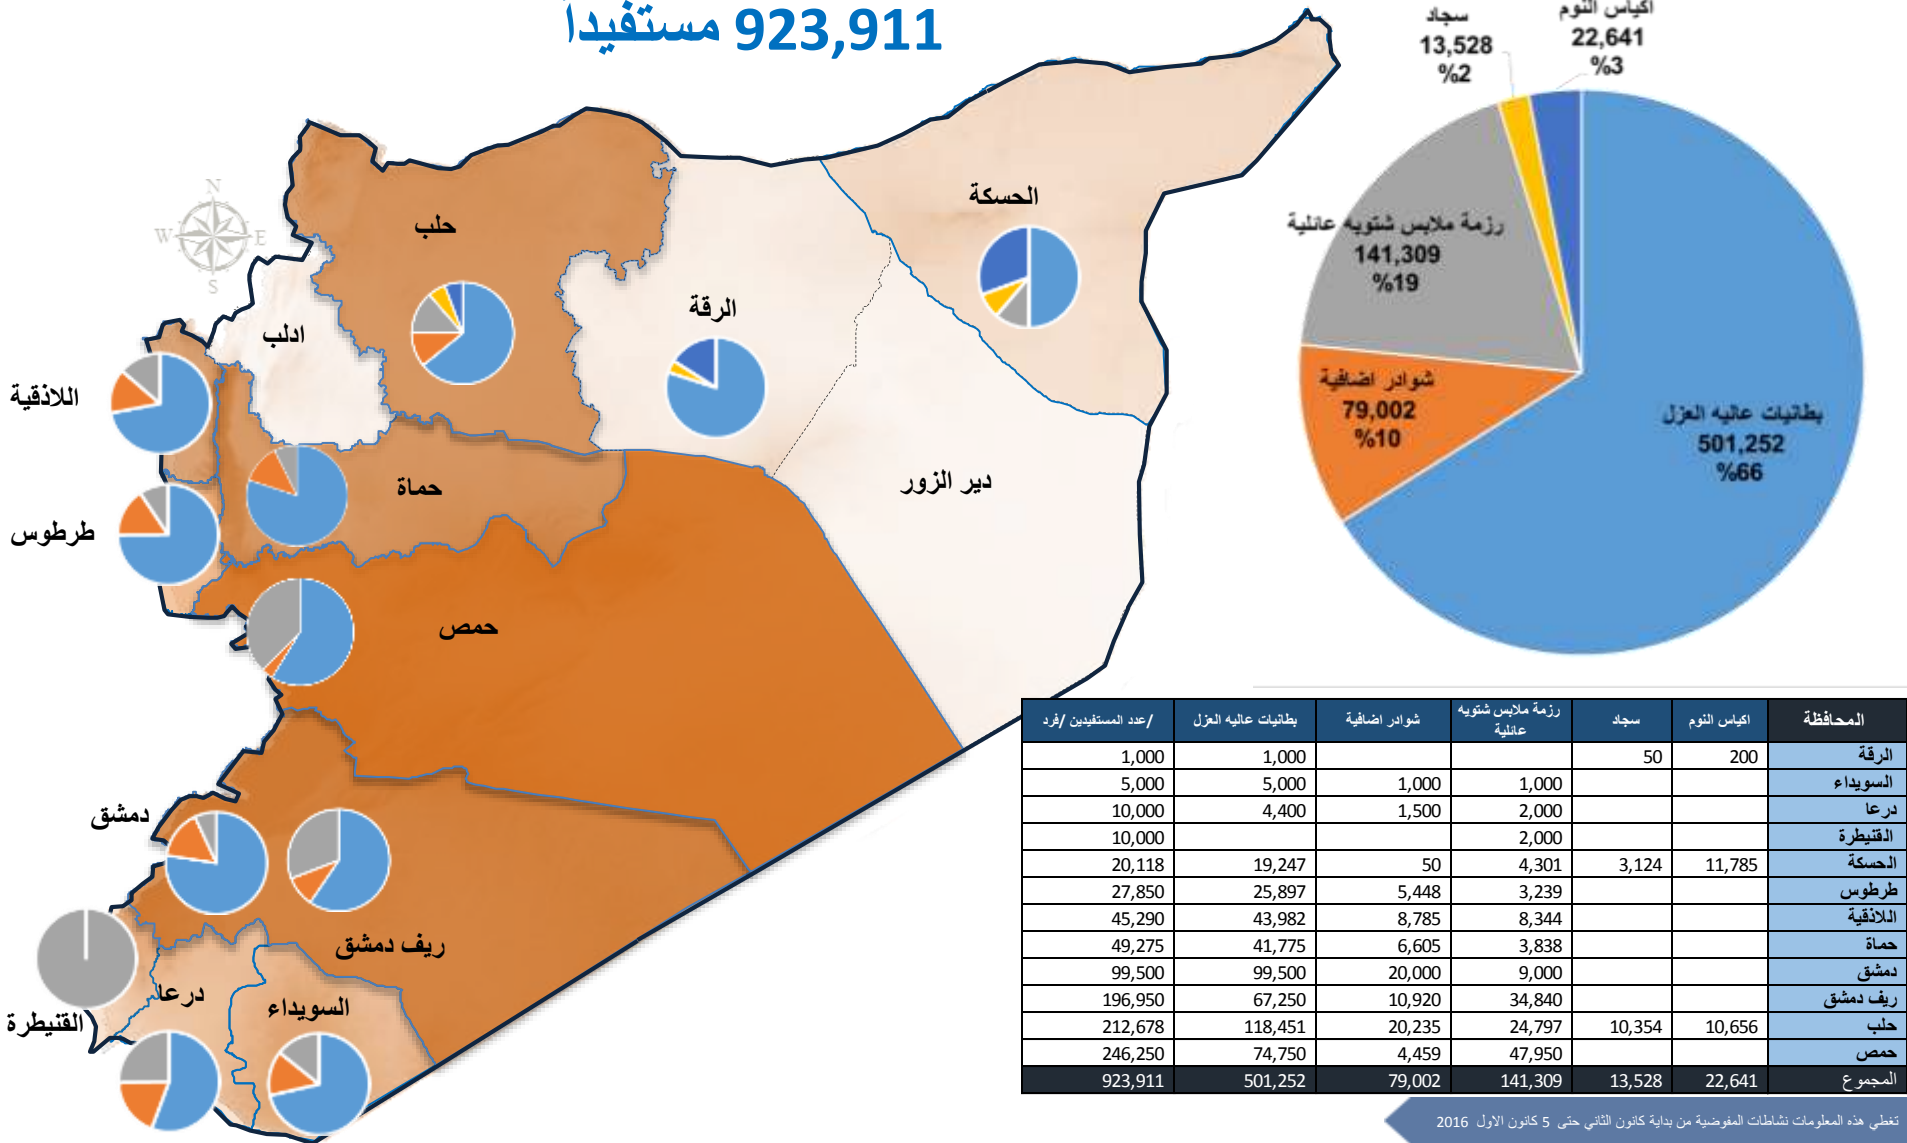 923,911 مستفيداً
اكياس النوم
22,641
%3
سجاد
13,528
%2
رزمة ملابس شتويه عائلية
141,309
%19
شوادر اضافية
79,002
%10
بطانيات عاليه العزل
501,252
%66
N
W E
S
الحسكة
حلب
الرقة
ادلب
اللاذقية
حماة
دير الزور
طرطوس
حمص
دمشق
ريف دمشق
درعا
السويداء
القنيطرة
المحافظة اكياس النوم سجاد رزمة ملابس شتويه عائلية شوادر اضافية بطانيات عاليه العزل /عدد المستفيدين /فرد
الرقة 200 50 1,000 1,000
السويداء 1,000 1,000 5,000 5,000
درعا 2,000 1,500 4,400 10,000
القنيطرة 2,000 10,000
الحسكة 11,785 3,124 4,301 50 19,247 20,118
طرطوس 3,239 5,448 25,897 27,850
اللاذقية 8,344 8,785 43,982 45,290
حماة 3,838 6,605 41,775 49,275
دمشق 9,000 20,000 99,500 99,500
ريف دمشق 34,840 10,920 67,250 196,950
حلب 10,656 10,354 24,797 20,235 118,451 212,678
حمص 47,950 4,459 74,750 246,250
المجموع 22,641 13,528 141,309 79,002 501,252 923,911
تغطي هذه المعلومات نشاطات المفوضية من بداية كانون الثاني حتى 5 كانون الاول 2016